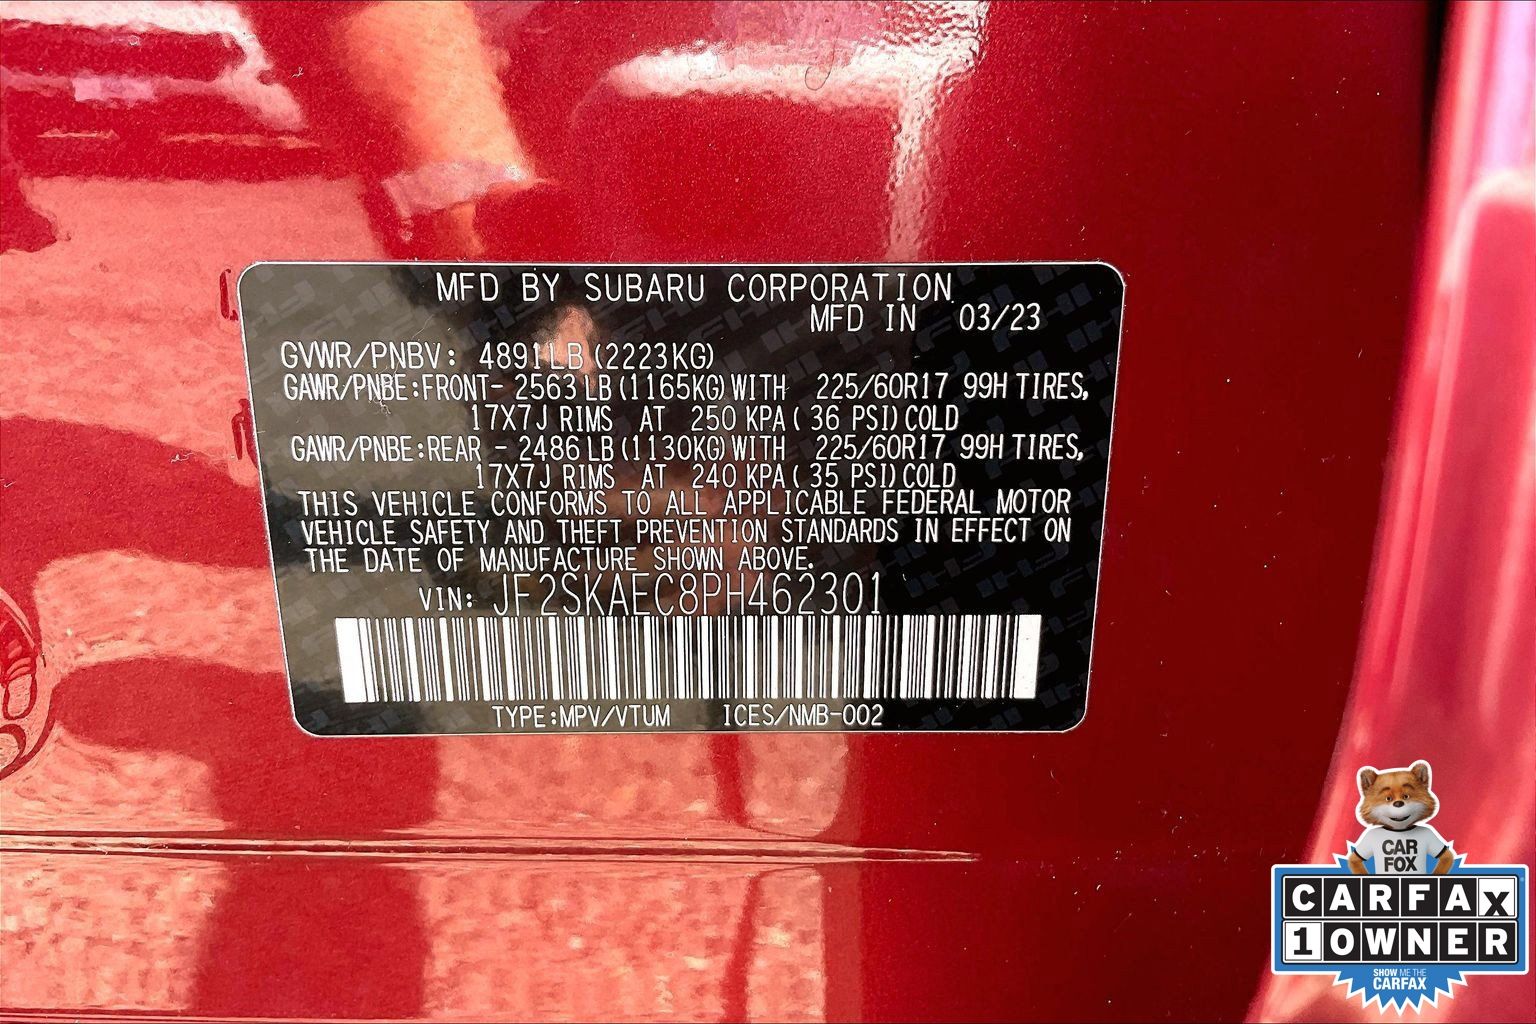 MFD BY SUBARU CORPORATION
MFD IN 03/23
GVWR/PNBV: 4891LB (2223KG)
GAWR/PNBE:FRONT- 2563 LB (1165KG) WITH 225/60R17 99H TIRES,
17X7J RIMS AT 250 KPA ( 36 PSI) COLD
GAWR/PNBE:REAR - 2486 LB (1130KG) WITH 225/60R17 99H TIRES,
17X7J RIMS AT 240 KPA ( 35 PSI) COLD
THIS VEHICLE CONFORMS TO ALL APPLICABLE FEDERAL MOTOR
VEHICLE SAFETY AND THEFT PREVENTION STANDARDS IN EFFECT ON
THE DATE OF MANUFACTURE SHOWN ABOVE.
VIN: JF2SKAEC8PH462301
TYPE:MPV/VTUM ICES/NMB-002
CAR
FOX
CARFAX
1 OWNER
SHOW ME THE
CARFAX